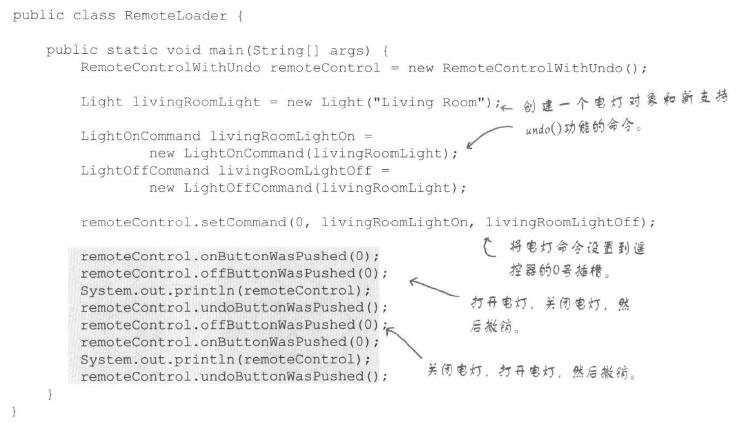 public class RemoteLoader {
public static void main(String[] args) {
RemoteControlWithUndo remoteControl = new RemoteControlWithUndo();
Light livingRoomLight = new Light("Living Room");
创建一个电灯对象和新支持
undo()功能的命令。
LightOnCommand livingRoomLightOn =
new LightOnCommand(livingRoomLight);
LightOffCommand livingRoomLightOff =
new LightOffCommand(livingRoomLight);
remoteControl.setCommand(0, livingRoomLightOn, livingRoomLightOff);
将电灯命令设置到遥
控器的0号插槽。
remoteControl.onButtonWasPushed(0);
remoteControl.offButtonWasPushed(0);
System.out.println(remoteControl);
remoteControl.undoButtonWasPushed();
remoteControl.offButtonWasPushed(0);
remoteControl.onButtonWasPushed(0);
System.out.println(remoteControl);
remoteControl.undoButtonWasPushed();
打开电灯，关闭电灯，然
后撤销。
关闭电灯，打开电灯，然后撤销。
}
}